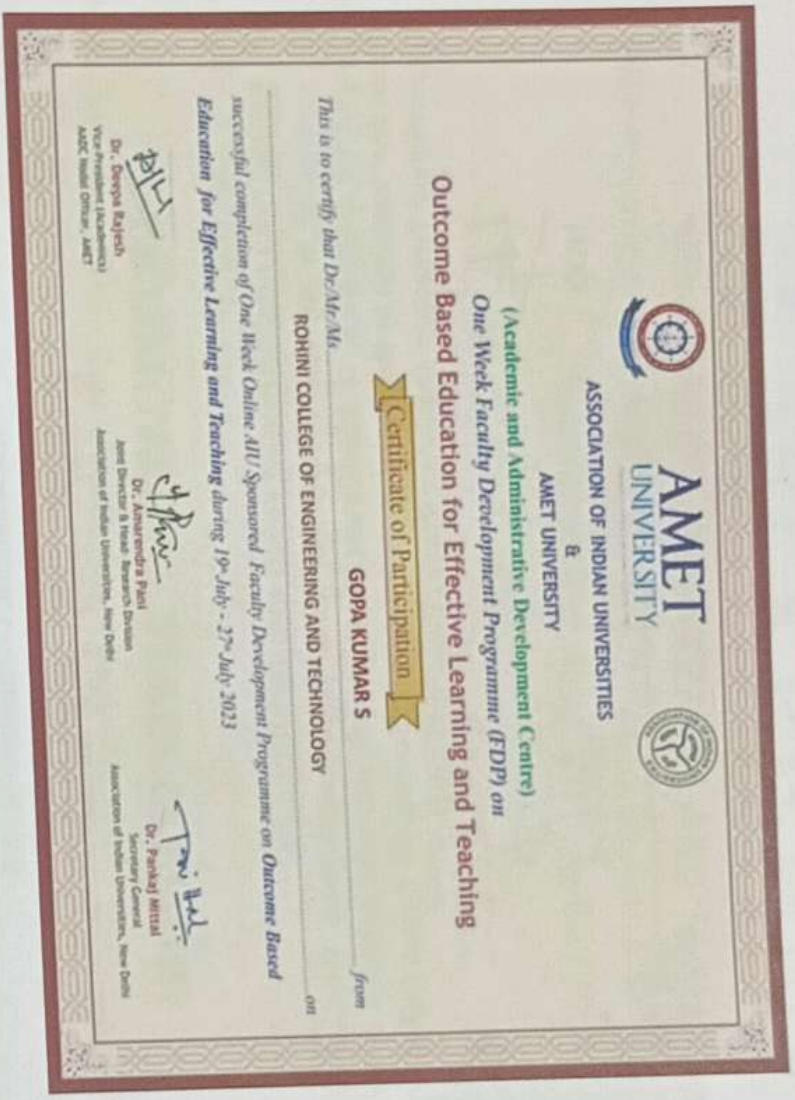 AMET
UNIVERSITY
ASSOCIATION OF INDIAN UNIVERSITIES
&
AMET UNIVERSITY
(Academic and Administrative Development Centre)
One Week Faculty Development Programme (FDP) on
Outcome Based Education for Effective Learning and Teaching
Certificate of Participation
This is to certify that Dr./Mr./Ms. GOPA KUMAR S from
ROHINI COLLEGE OF ENGINEERING AND TECHNOLOGY on
successful completion of One Week Online AIU Sponsored Faculty Development Programme on Outcome Based
Education for Effective Learning and Teaching during 19th July - 27th July 2023
Dr. Deepa Rajesh
Vice-President (Academics)
AADC Nodal Officer, AMET
Dr. Amarendra Pani
Joint Director & Head- Research Division
Association of Indian Universities, New Delhi
Dr. Pankaj Mittal
Secretary General
Association of Indian Universities, New Delhi